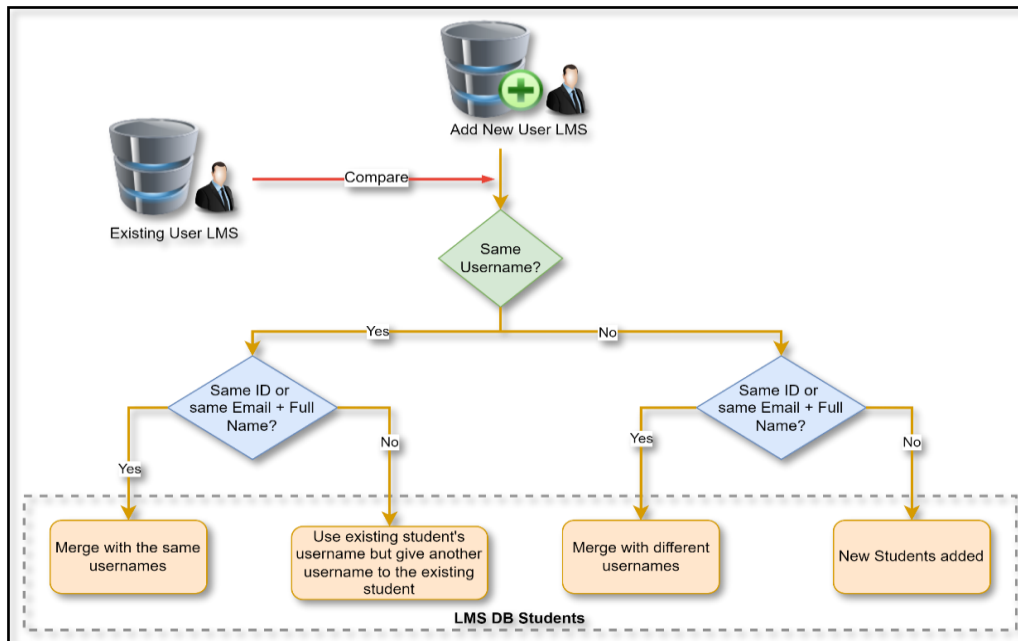 Add New User LMS
Compare
Existing User LMS
Same
Username?
Yes
No
Same ID or
same Email + Full
Name?
Same ID or
same Email + Full
Name?
Yes
No
Yes
No
Merge with the same
usernames
Use existing student's
username but give another
username to the existing
student
Merge with different
usernames
New Students added
LMS DB Students